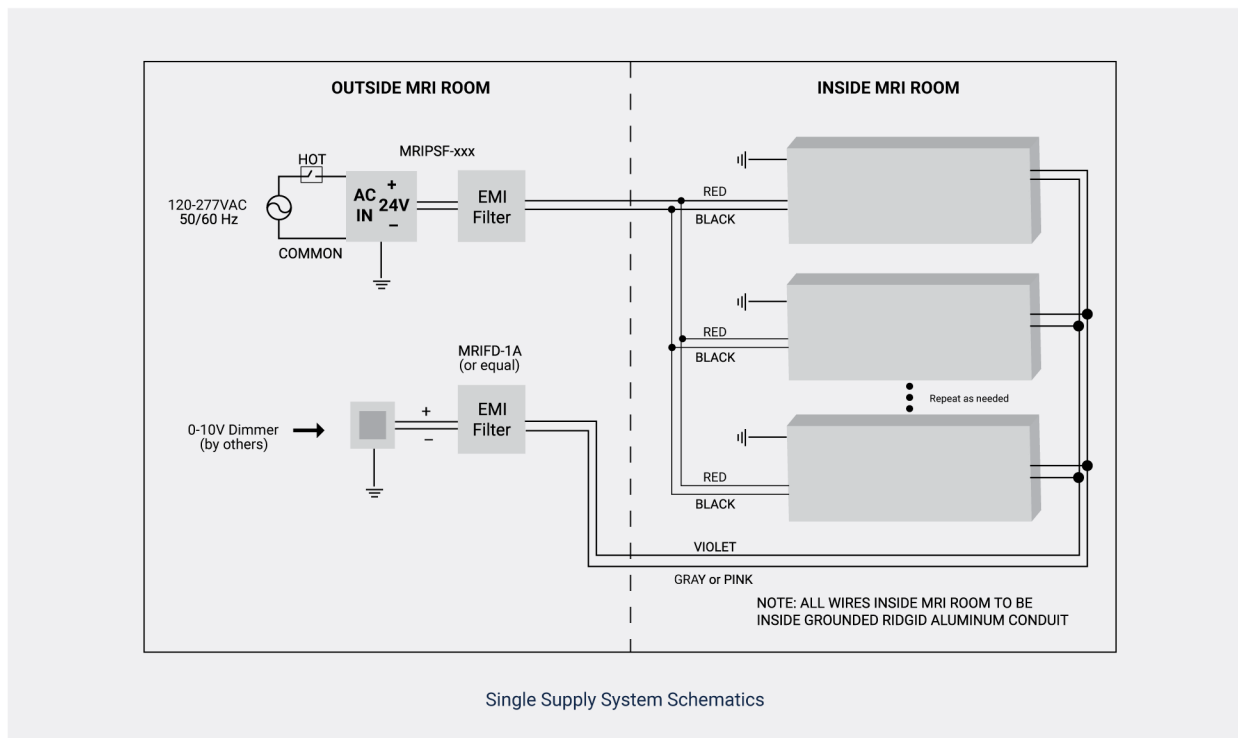 OUTSIDE MRI ROOM
INSIDE MRI ROOM
MRIPSF-xxx
HOT
120-277VAC
50/60 Hz
COMMON
AC
IN
+
24V
–
EMI
Filter
RED
BLACK
RED
BLACK
Repeat as needed
MRIFD-1A
(or equal)
0-10V Dimmer
(by others)
+
–
EMI
Filter
RED
BLACK
VIOLET
GRAY or PINK
NOTE: ALL WIRES INSIDE MRI ROOM TO BE
INSIDE GROUNDED RIDGID ALUMINUM CONDUIT
Single Supply System Schematics